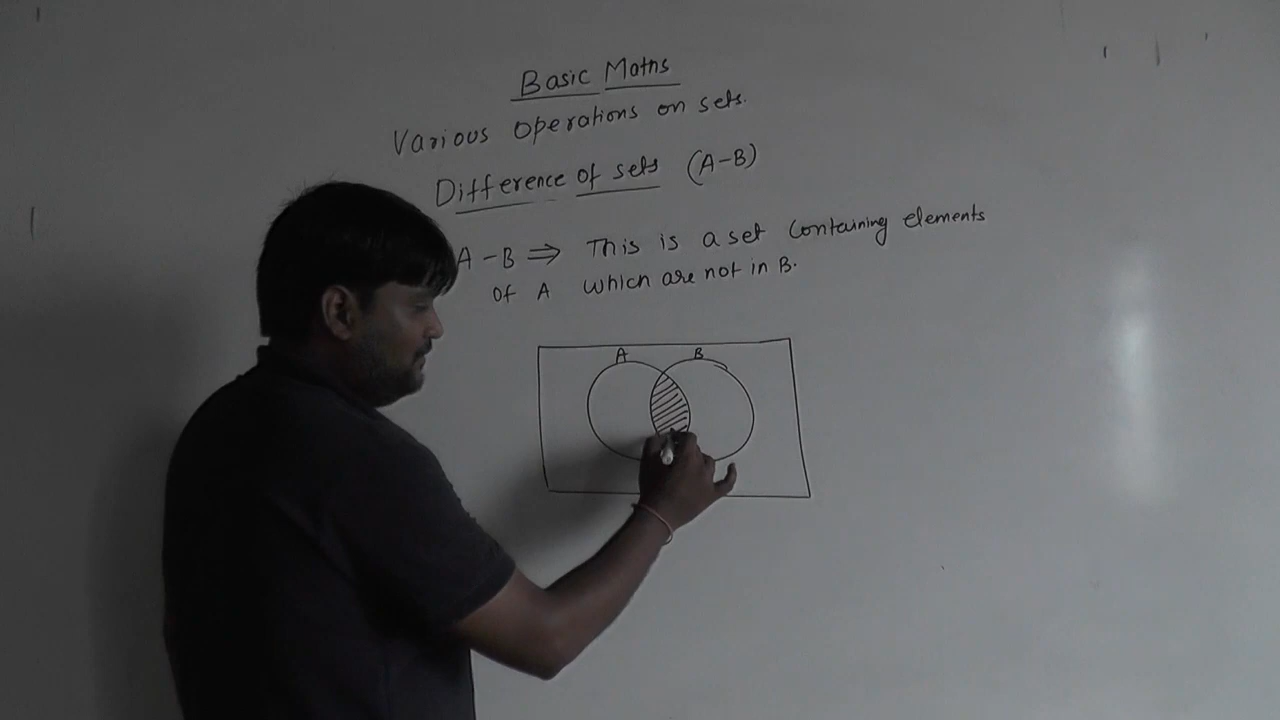 Basic Maths
Various Operations on sets.
Difference of sets (A-B)
A - B ⇒ This is a set containing elements
of A which are not in B.
A B